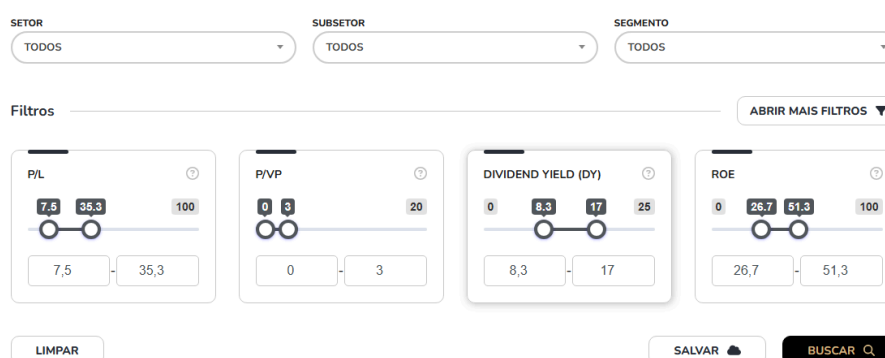 SETOR SUBSETOR SEGMENTO
TODOS TODOS TODOS
Filtros ABRIR MAIS FILTROS
P/L ? P/VP ? DIVIDEND YIELD (DY) ? ROE ?
7.5 35.3 100 0 3 20 0 8.3 17 25 0 26.7 51.3 100
7,5 - 35,3 0 - 3 8,3 - 17 26,7 - 51,3
LIMPAR SALVAR BUSCAR